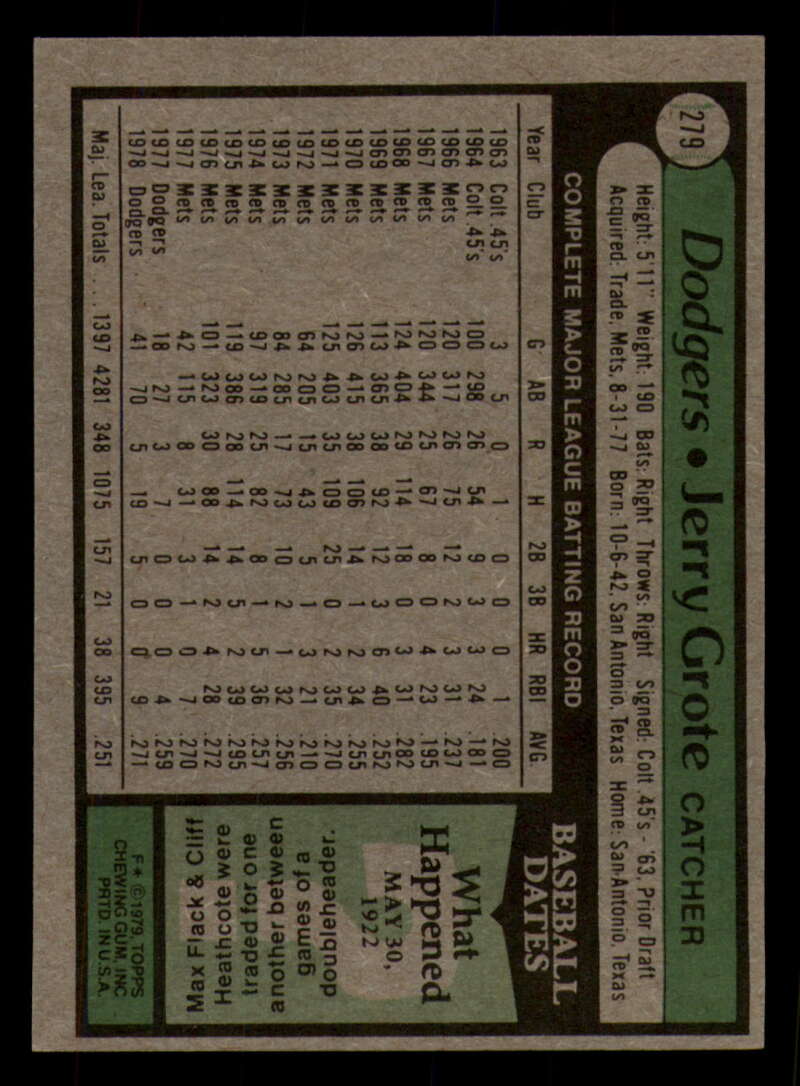 279
Dodgers • Jerry Grote CATCHER
Height: 5'11" Weight: 190 Bats: Right Throws: Right Signed: Colt .45's - '63, Prior Draft
Acquired: Trade, Mets, 8-31-77 Born: 10-6-42, San Antonio, Texas Home: San Antonio, Texas
COMPLETE MAJOR LEAGUE BATTING RECORD
Year Club G AB R H 2B 3B HR RBI AVG.
1963 Colt .45's 3 5 0 1 0 0 0 1 .200
1964 Colt .45's 100 298 26 54 9 3 3 24 .181
1966 Mets 120 317 26 75 12 2 3 31 .237
1967 Mets 120 344 25 67 8 0 4 23 .195
1968 Mets 124 404 29 114 18 0 3 31 .282
1969 Mets 113 365 38 92 12 3 6 40 .252
1970 Mets 126 415 38 106 14 1 2 34 .255
1971 Mets 125 403 35 109 25 0 2 35 .270
1972 Mets 64 205 15 43 5 1 3 21 .210
1973 Mets 84 285 17 73 10 2 1 32 .256
1974 Mets 97 319 25 82 8 1 5 36 .257
1975 Mets 119 386 28 114 14 5 2 39 .295
1976 Mets 101 323 30 88 14 2 4 28 .272
1977 Mets 42 115 8 31 3 1 0 7 .270
1977 Dodgers 18 27 3 7 0 0 0 4 .259
1978 Dodgers 41 70 5 19 5 0 0 9 .271
Maj. Lea. Totals . . . 1397 4281 348 1075 157 21 38 395 .251
BASEBALL
DATES
What
Happened
MAY 30,
1922
Max Flack & Cliff
Heathcote were
traded for one
another between
games of a
doubleheader.
F★ ©1979, TOPPS
CHEWING GUM, INC.
PRTD. IN U.S.A.